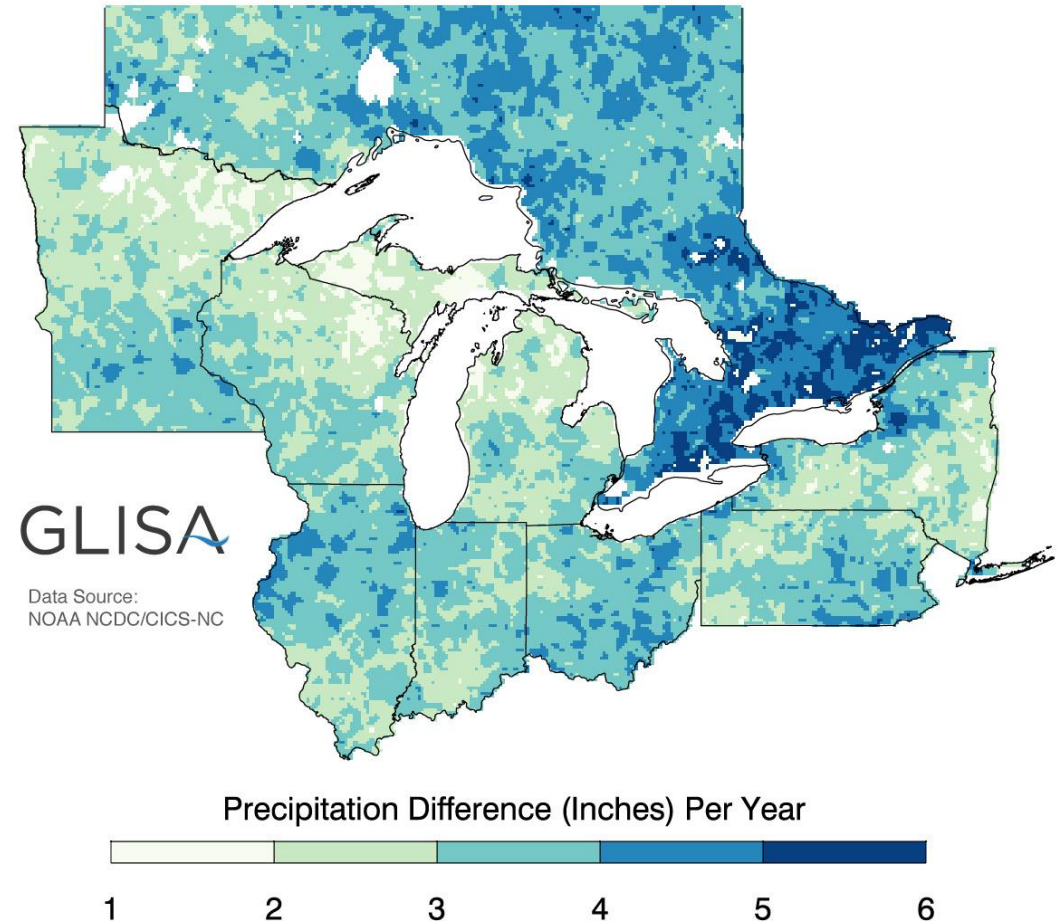 GLISA
Data Source:
NOAA NCDC/CICS-NC
Precipitation Difference (Inches) Per Year
1 2 3 4 5 6